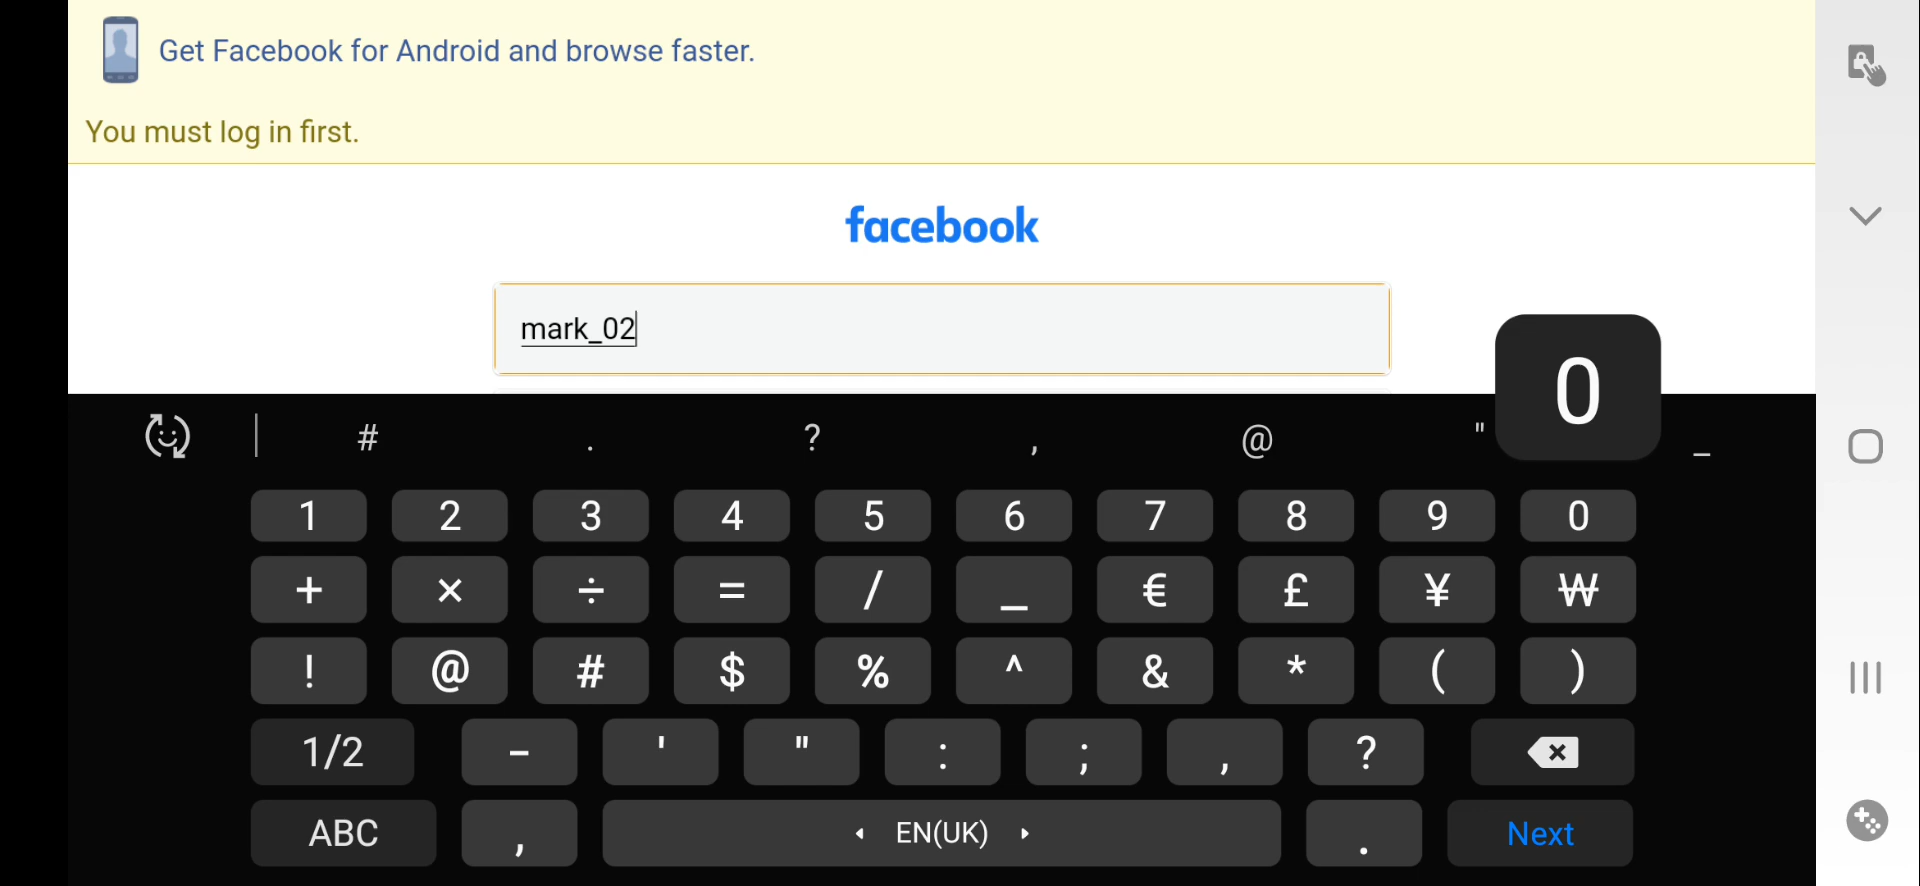 Get Facebook for Android and browse faster.
You must log in first.
facebook
mark_02
0
# . ? , @ " _
1 2 3 4 5 6 7 8 9 0
+ × ÷ = / _ € £ ¥ ₩
! @ # $ % ^ & * ( )
1/2 - ' " : ; , ?
ABC , EN(UK) . Next